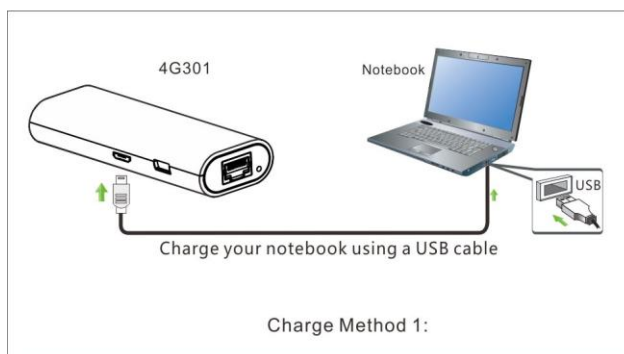 4G301
Notebook
USB
Charge your notebook using a USB cable
Charge Method 1: